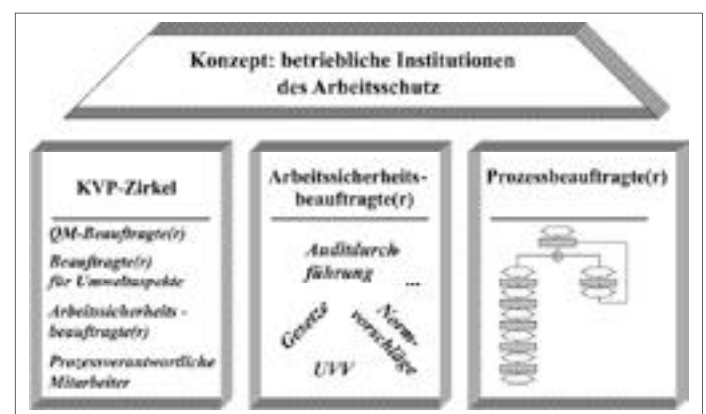 Konzept: betriebliche Institutionen
des Arbeitsschutz
KVP-Zirkel
QM-Beauftragte(r)
Beauftragte(r)
für Umweltaspekte
Arbeitssicherheits -
beauftragte(r)
Prozessverantwortliche
Mitarbeiter
Arbeitssicherheits-
beauftragte(r)
Auditdurch
führung
...
Gesetz
Norm-
vorschläge
UVV
Prozessbeauftragte(r)